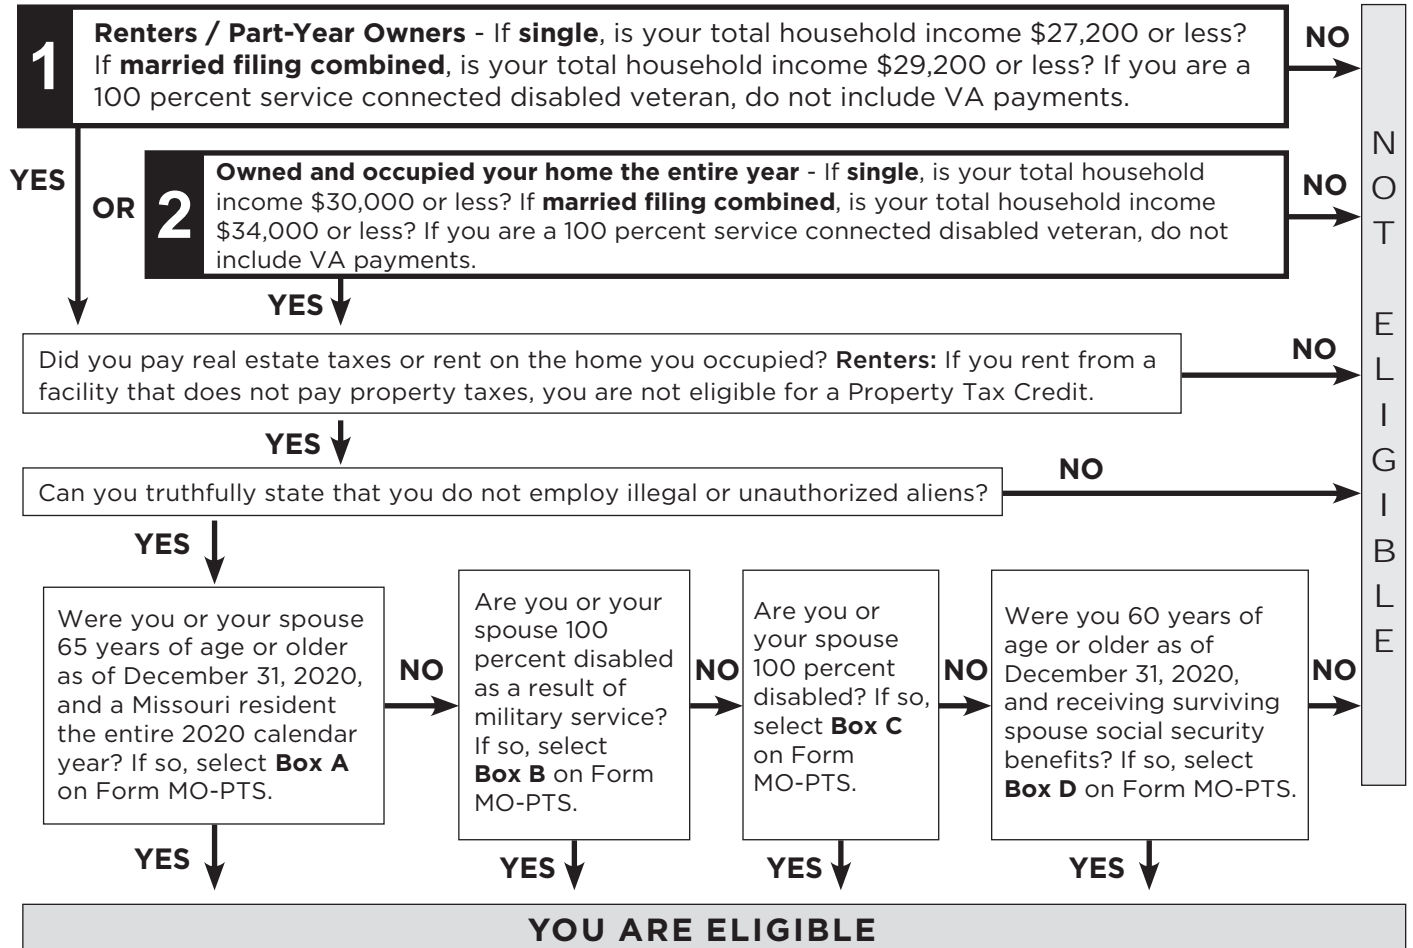 1
Renters / Part-Year Owners - If single, is your total household income $27,200 or less?
If married filing combined, is your total household income $29,200 or less? If you are a
100 percent service connected disabled veteran, do not include VA payments.
NO
YES
OR
2
Owned and occupied your home the entire year - If single, is your total household
income $30,000 or less? If married filing combined, is your total household income
$34,000 or less? If you are a 100 percent service connected disabled veteran, do not
include VA payments.
NO
YES
Did you pay real estate taxes or rent on the home you occupied? Renters: If you rent from a
facility that does not pay property taxes, you are not eligible for a Property Tax Credit.
NO
YES
Can you truthfully state that you do not employ illegal or unauthorized aliens?
NO
YES
Were you or your spouse
65 years of age or older
as of December 31, 2020,
and a Missouri resident
the entire 2020 calendar
year? If so, select Box A
on Form MO-PTS.
NO
YES
Are you or your
spouse 100
percent disabled
as a result of
military service?
If so, select
Box B on Form
MO-PTS.
NO
YES
Are you or
your spouse
100 percent
disabled? If so,
select Box C
on Form
MO-PTS.
NO
YES
Were you 60 years of
age or older as of
December 31, 2020,
and receiving surviving
spouse social security
benefits? If so, select
Box D on Form MO-PTS.
NO
YES
NOT ELIGIBLE
YOU ARE ELIGIBLE